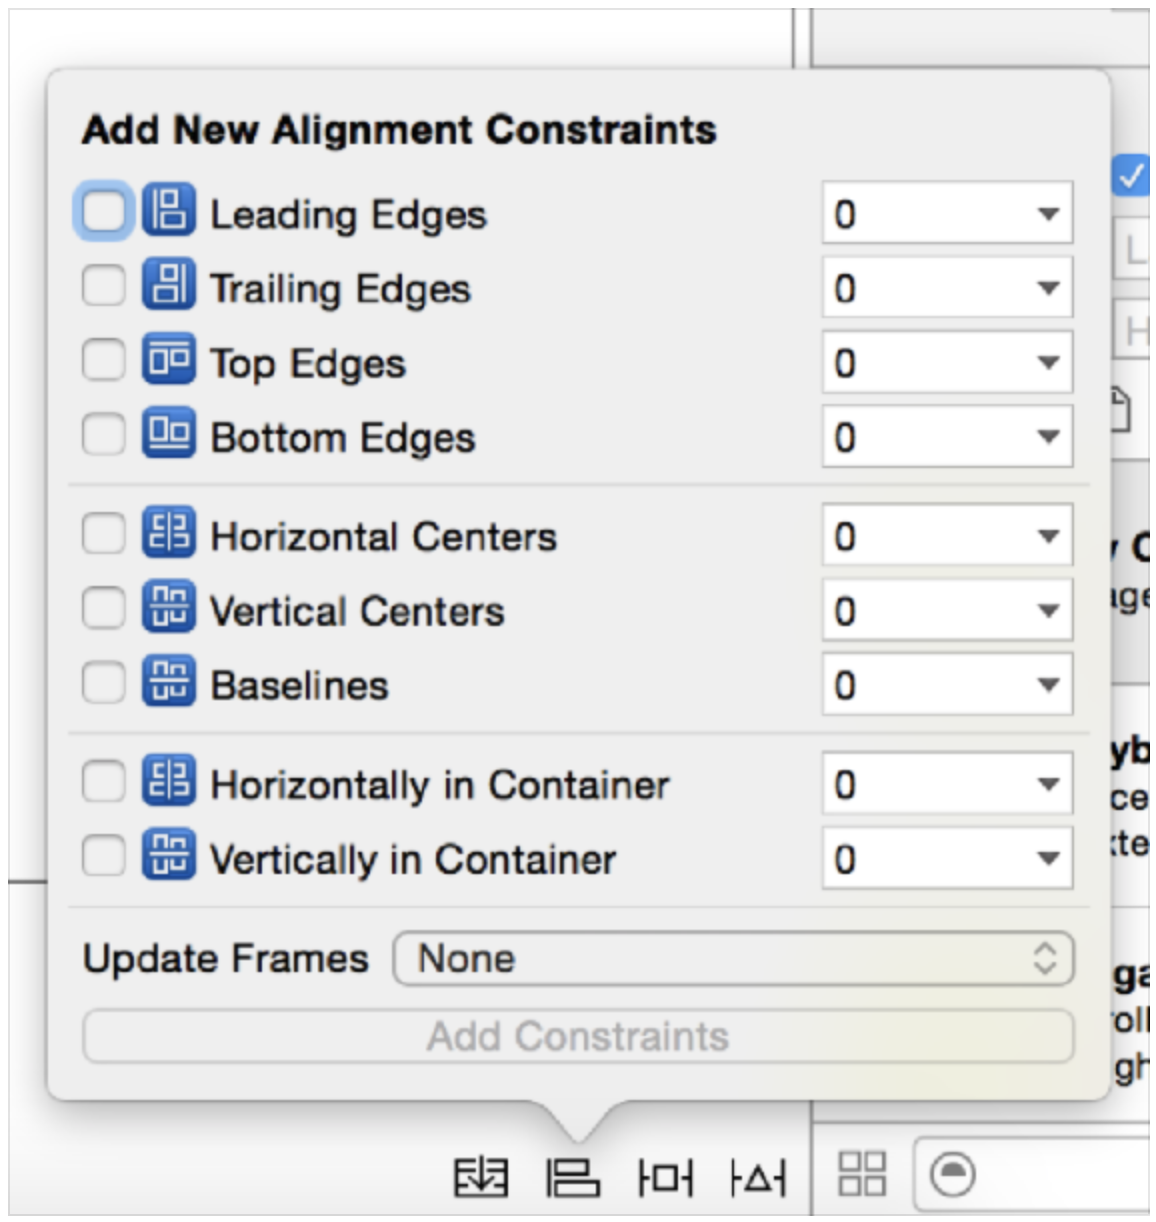 Add New Alignment Constraints
Leading Edges 0
Trailing Edges 0
Top Edges 0
Bottom Edges 0
Horizontal Centers 0
Vertical Centers 0
Baselines 0
Horizontally in Container 0
Vertically in Container 0
Update Frames None
Add Constraints